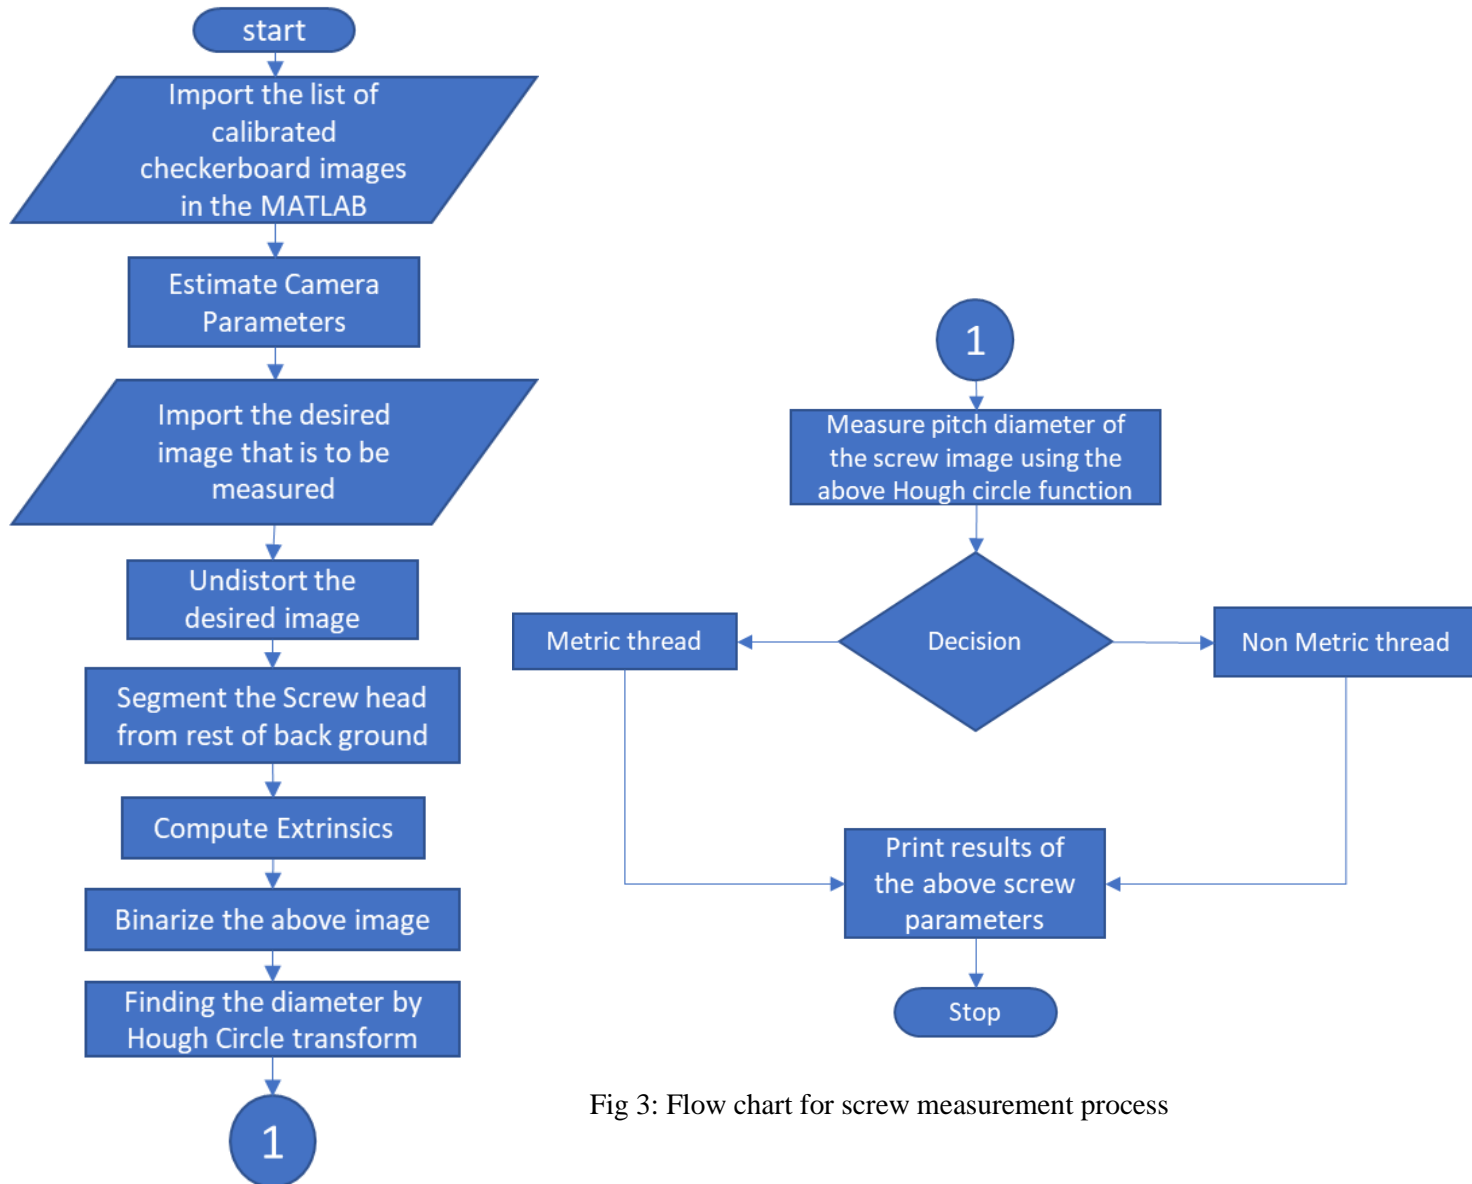 start
Import the list of
calibrated
checkerboard images
in the MATLAB
Estimate Camera
Parameters
Import the desired
image that is to be
measured
Undistort the
desired image
Segment the Screw head
from rest of back ground
Compute Extrinsics
Binarize the above image
Finding the diameter by
Hough Circle transform
1
1
Measure pitch diameter of
the screw image using the
above Hough circle function
Decision
Metric thread
Non Metric thread
Print results of
the above screw
parameters
Stop
Fig 3: Flow chart for screw measurement process